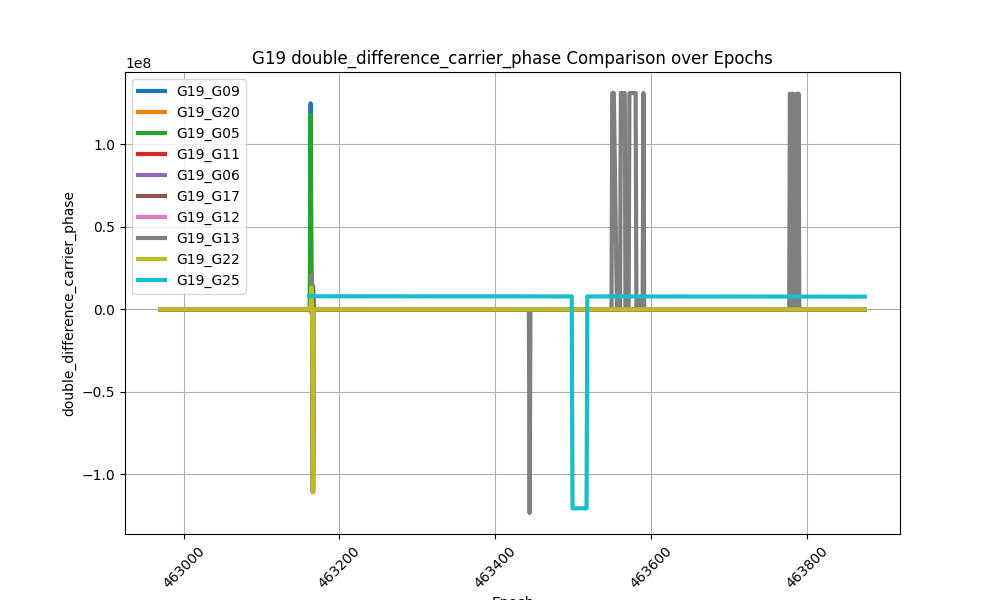 G19 double_difference_carrier_phase Comparison over Epochs
1e8
G19_G09
G19_G20
G19_G05
G19_G11
G19_G06
G19_G17
G19_G12
G19_G13
G19_G22
G19_G25
1.0
0.5
0.0
−0.5
−1.0
double_difference_carrier_phase
463000
463200
463400
463600
463800
Epoch